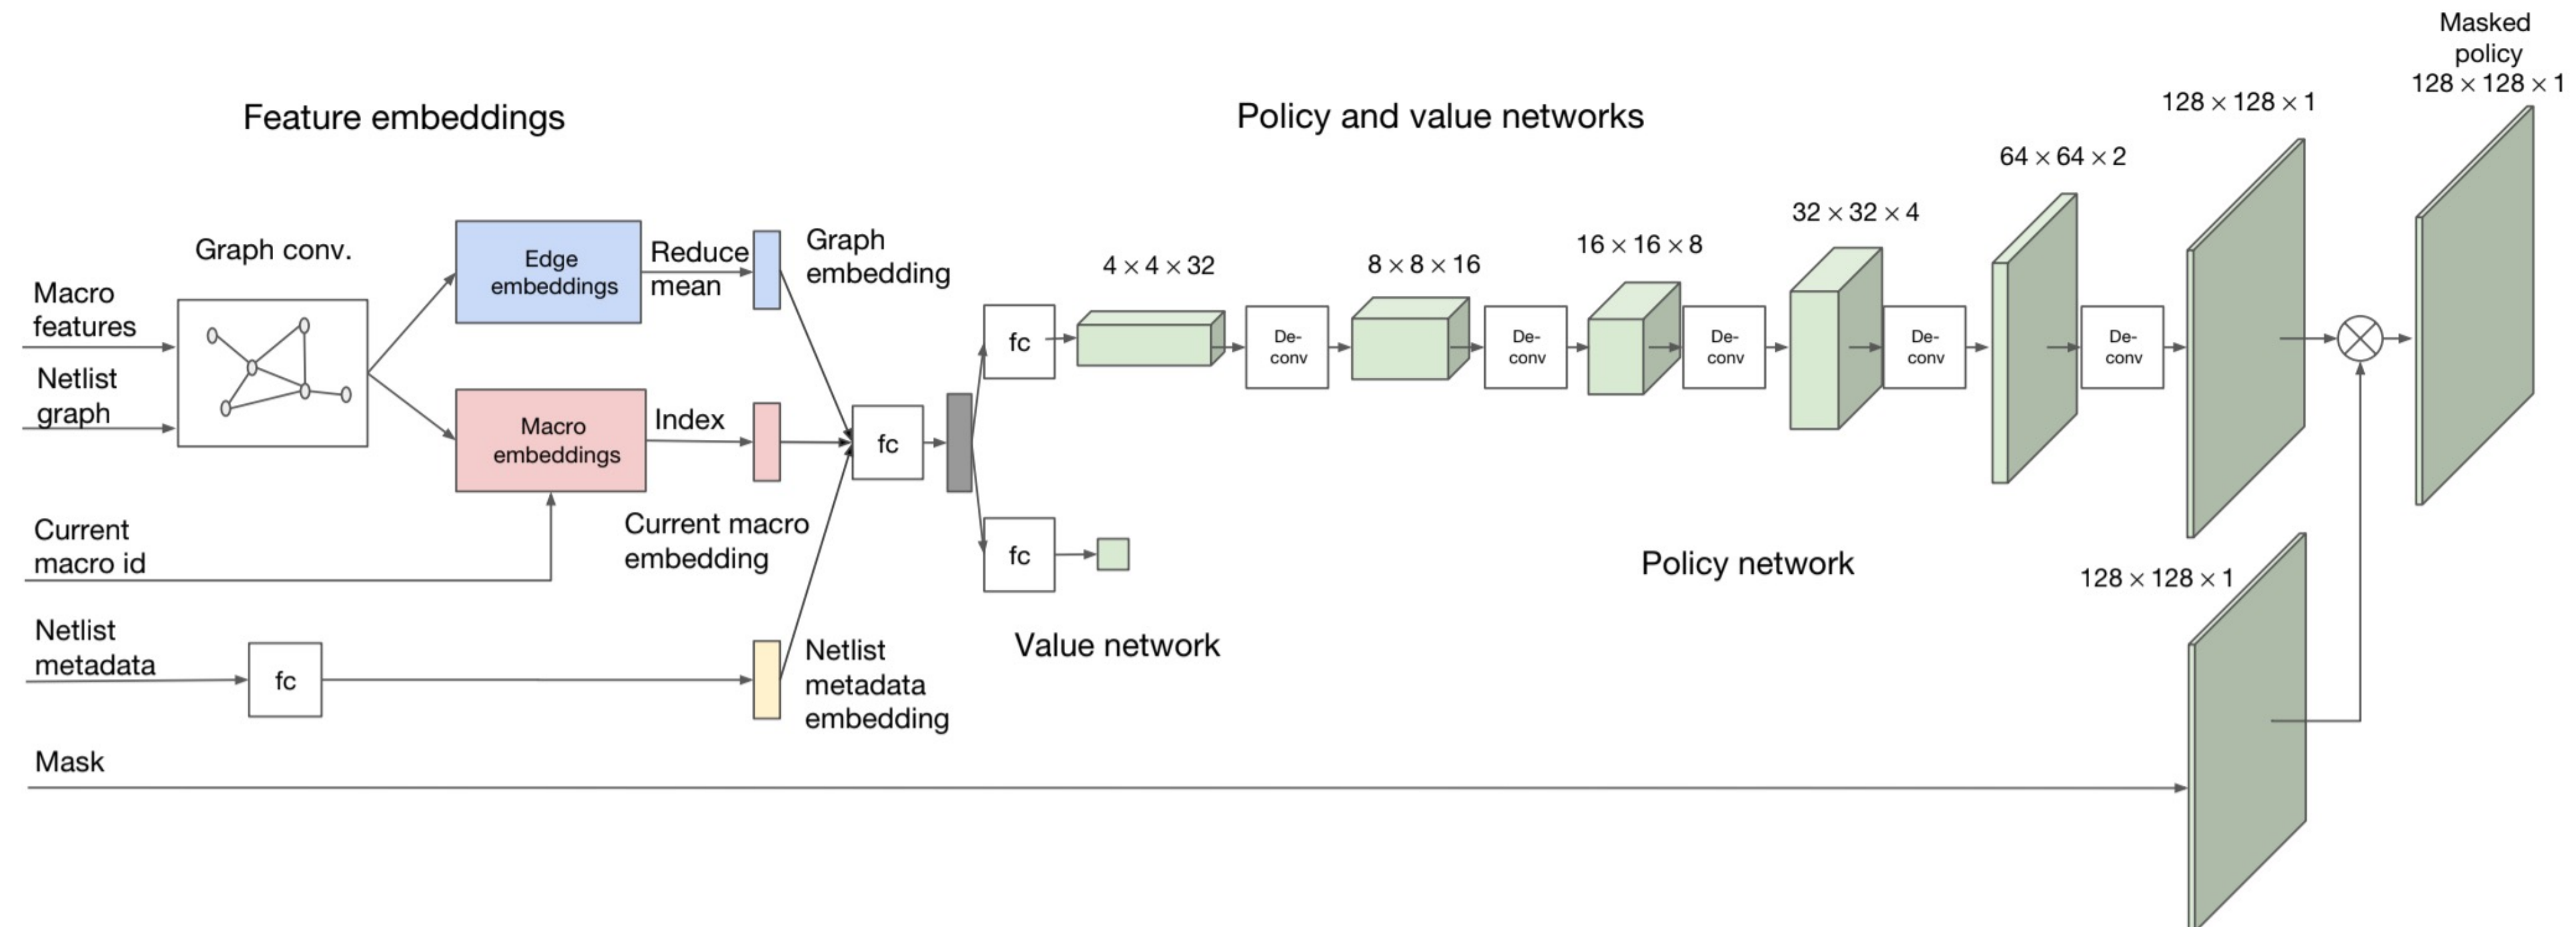 Feature embeddings
Policy and value networks
Masked
policy
128 × 128 × 1
128 × 128 × 1
64 × 64 × 2
32 × 32 × 4
16 × 16 × 8
8 × 8 × 16
4 × 4 × 32
Graph conv.
Macro
features
Netlist
graph
Edge
embeddings
Reduce
mean
Graph
embedding
Macro
embeddings
Index
Current macro
embedding
Current
macro id
Netlist
metadata
fc
Netlist
metadata
embedding
Mask
fc
fc
De-
conv
De-
conv
De-
conv
De-
conv
De-
conv
fc
Value network
Policy network
128 × 128 × 1